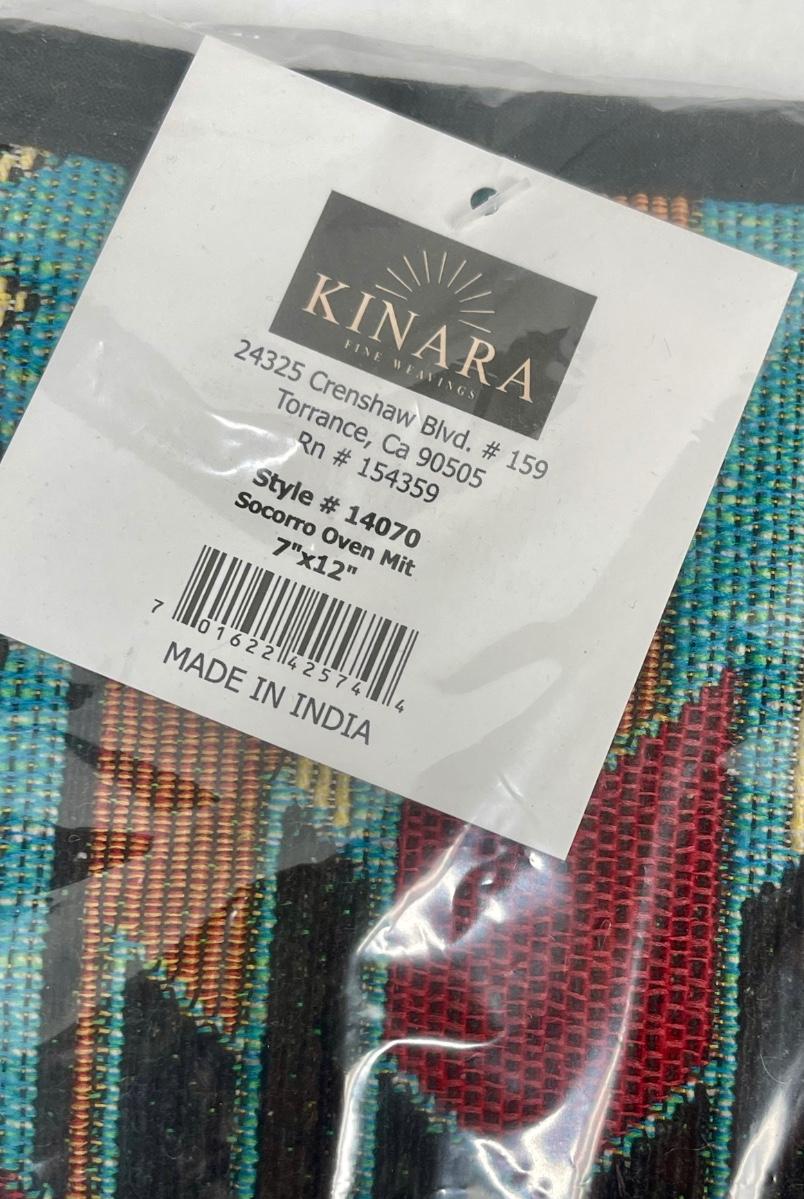 KINARA
FINE WEAVINGS
24325 Crenshaw Blvd. # 159
Torrance, Ca 90505
Rn # 154359
Style # 14070
Socorro Oven Mit
7"x12"
7 01622 42574 4
MADE IN INDIA